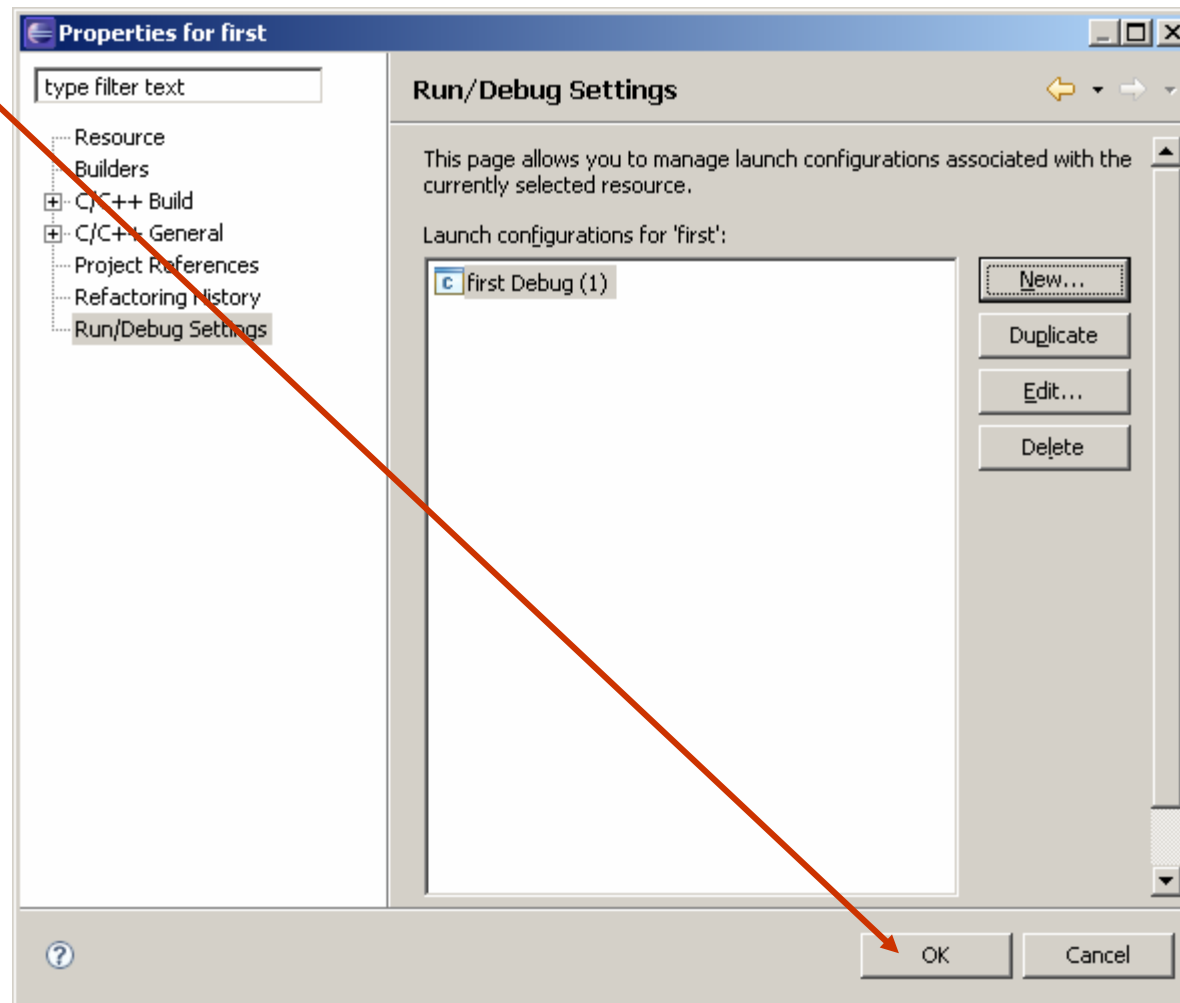 Properties for first
type filter text
Resource
Builders
C/C++ Build
C/C++ General
Project References
Refactoring History
Run/Debug Settings
Run/Debug Settings
This page allows you to manage launch configurations associated with the
currently selected resource.
Launch configurations for 'first':
c first Debug (1)
New...
Duplicate
Edit...
Delete
?
OK
Cancel